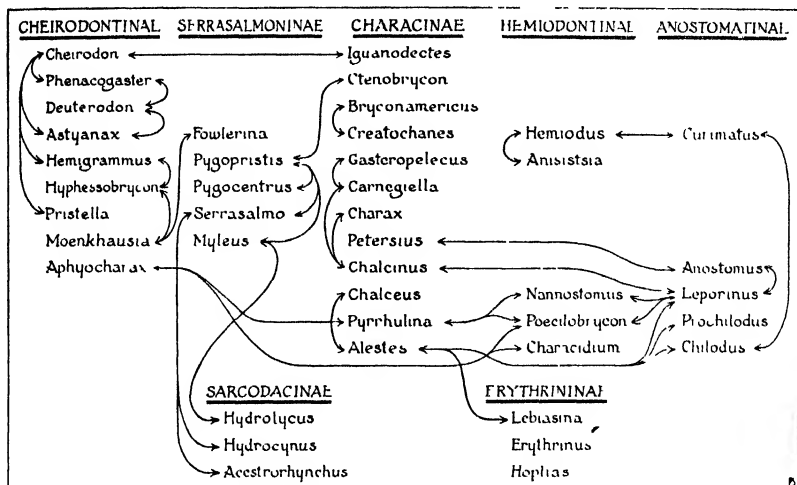 CHEIRODONTINAE SERRASALMONINAE CHARACINAE HEMIODONTINAE ANOSTOMATINAE
Cheirodon Iguanodectes
Phenacogaster Ctenobrycon
Deuterodon Bryconamericus
Astyanax Fowlerina Creatochanes Hemiodus Curimatus
Hemigrammus Pygopristis Gasteropelecus Anisitsia
Hyphessobrycon Pygocentrus Carnegiella
Pristella Serrasalmo Charax
Moenkhausia Myleus Petersius
Aphyocharax Chalcinus Anostomus
Chalceus Nannostomus Leporinus
Pyrrhulina Poecilobrycon Prochilodus
Alestes Characidium Chilodus
SARCODACINAE ERYTHRININAE
Hydrolycus Lebiasina
Hydrocynus Erythrinus
Acestrorhynchus Hoplias
B